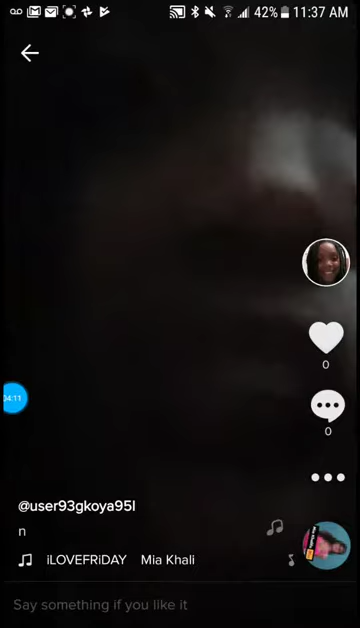 42% 11:37 AM
0
04:11
0
@user93gkoya95l
n
iLOVEFRiDAY Mia Khali
Say something if you like it